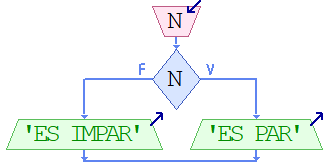 N
F N V
'ES IMPAR' 'ES PAR'